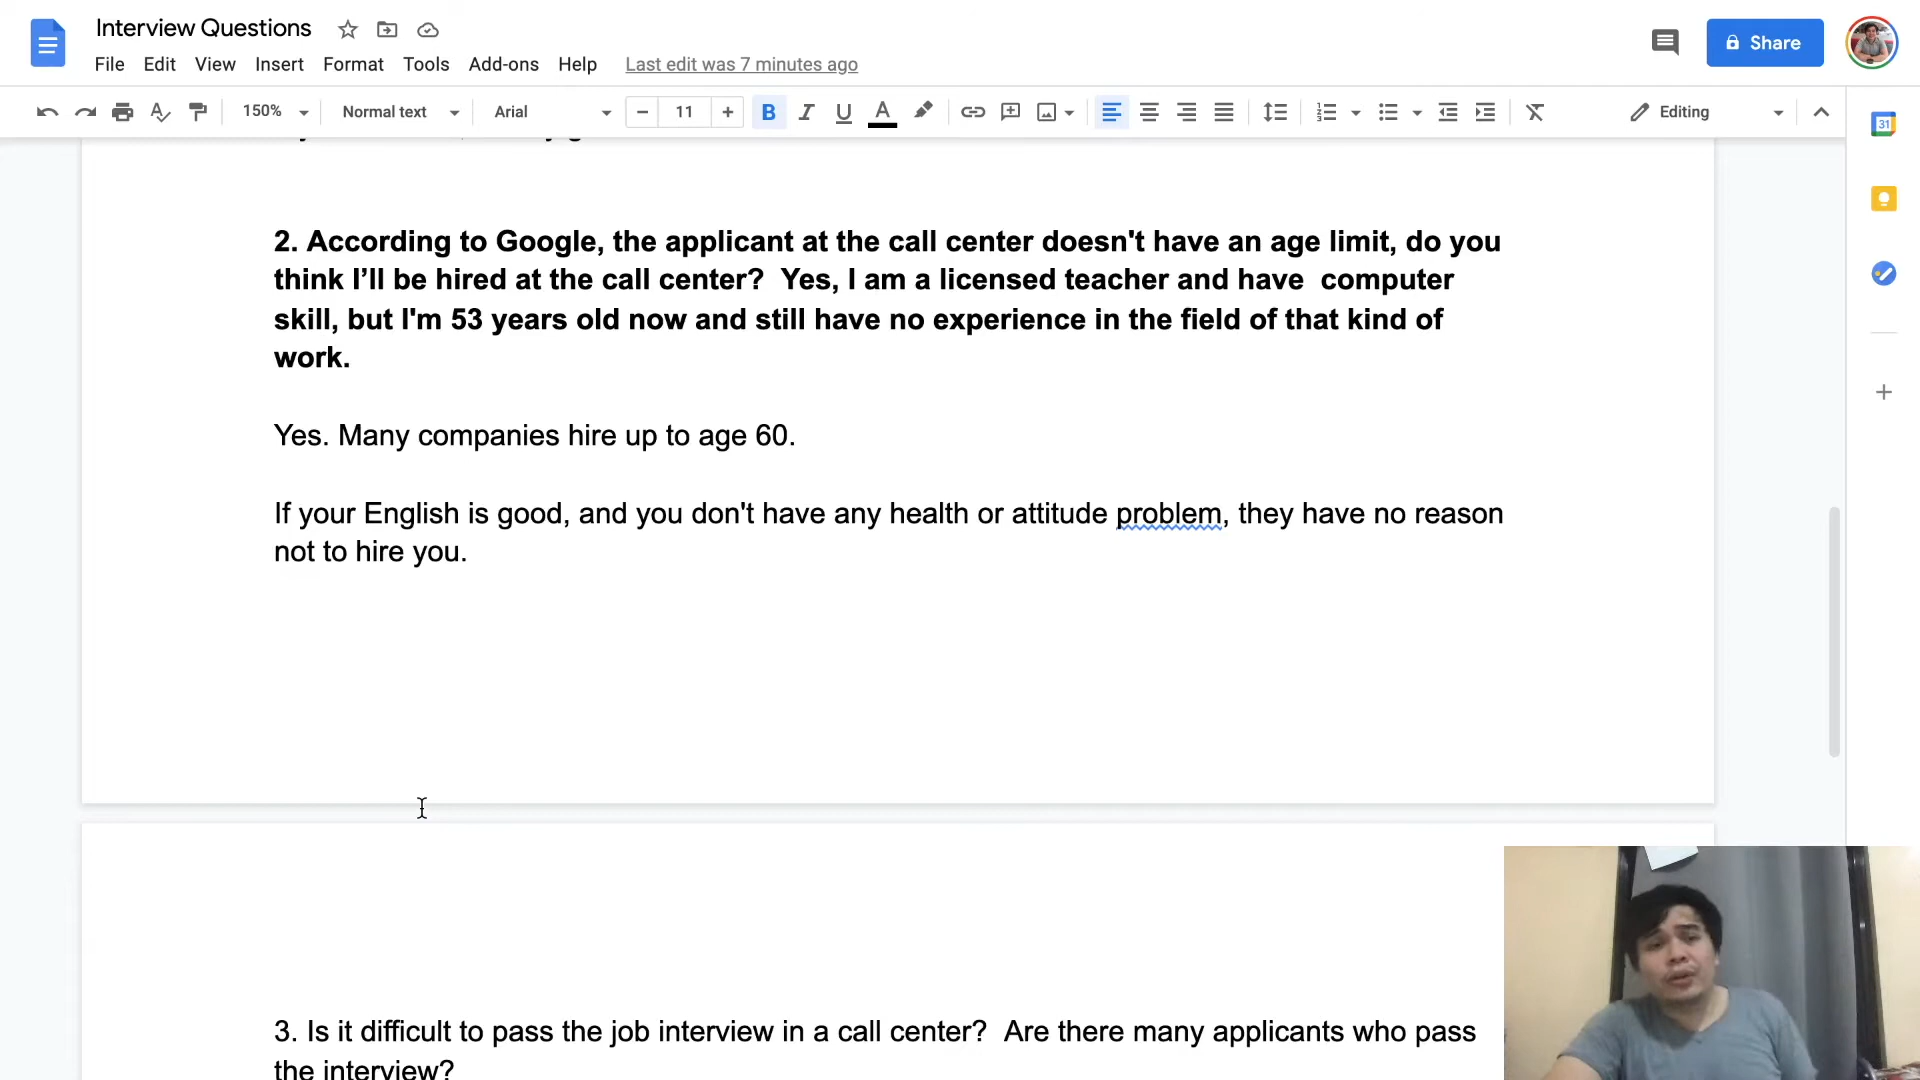 Interview Questions
File Edit View Insert Format Tools Add-ons Help Last edit was 7 minutes ago
Share
150% Normal text Arial 11 B I U A Editing
31
2. According to Google, the applicant at the call center doesn't have an age limit, do you
think I’ll be hired at the call center?  Yes, I am a licensed teacher and have  computer
skill, but I'm 53 years old now and still have no experience in the field of that kind of
work.
Yes. Many companies hire up to age 60.
If your English is good, and you don't have any health or attitude problem, they have no reason
not to hire you.
3. Is it difficult to pass the job interview in a call center?  Are there many applicants who pass
the interview?